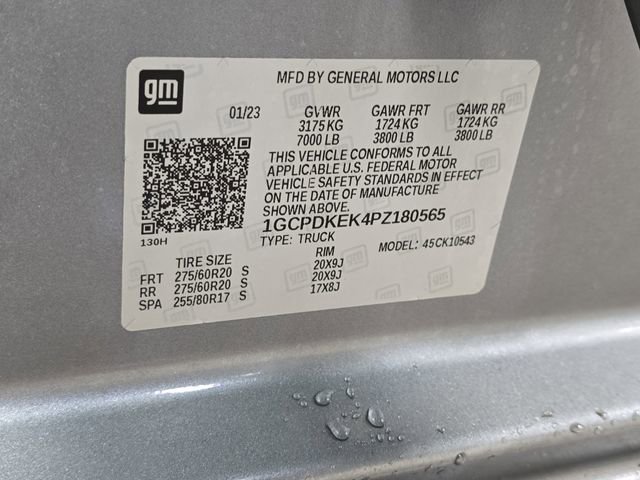 gm
MFD BY GENERAL MOTORS LLC
01/23 GVWR GAWR FRT GAWR RR
3175 KG 1724 KG 1724 KG
7000 LB 3800 LB 3800 LB
THIS VEHICLE CONFORMS TO ALL
APPLICABLE U.S. FEDERAL MOTOR
VEHICLE SAFETY STANDARDS IN EFFECT
ON THE DATE OF MANUFACTURE
SHOWN ABOVE.
1GCPDKEK4PZ180565
130H TYPE: TRUCK MODEL: 45CK10543
TIRE SIZE RIM
FRT 275/60R20 S 20X9J
RR 275/60R20 S 20X9J
SPA 255/80R17 S 17X8J